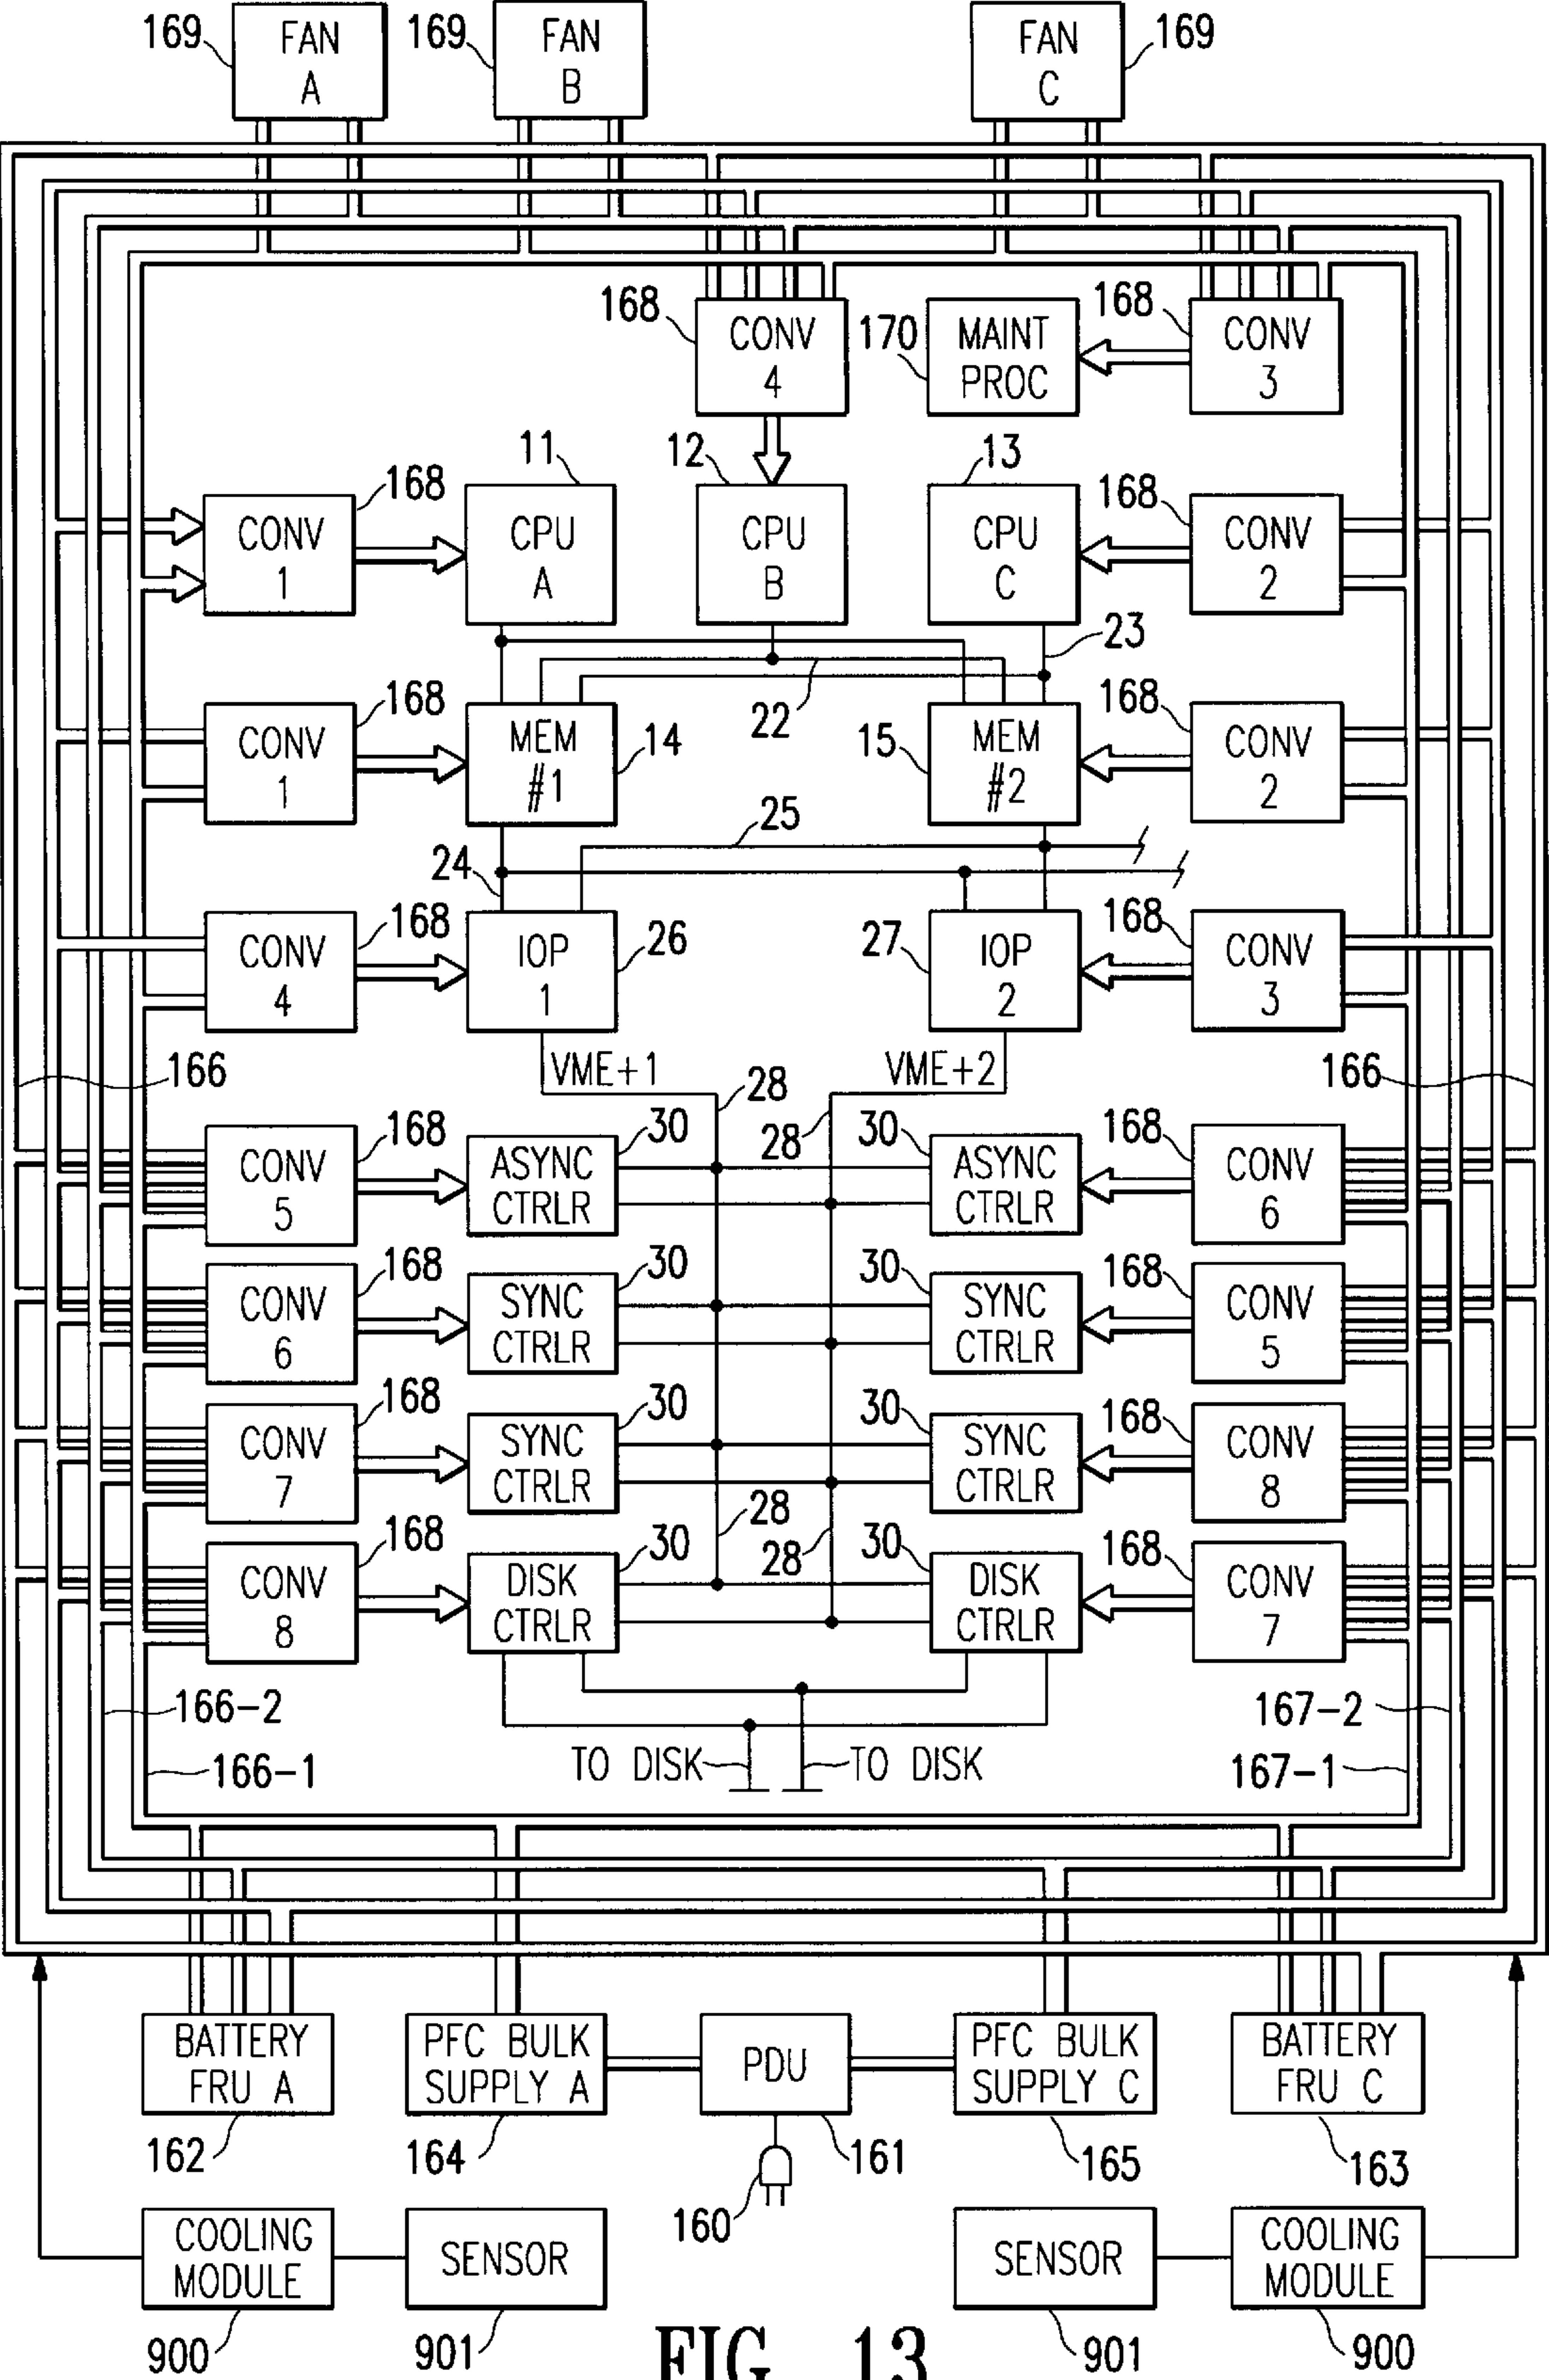 169
FAN
A
169
FAN
B
FAN
C
169
168
CONV
4
170
MAINT
PROC
168
CONV
3
11
12
13
CONV
1
168
CPU
A
CPU
B
CPU
C
168
CONV
2
23
22
CONV
1
168
MEM
#1
14
15
MEM
#2
168
CONV
2
25
24
CONV
4
168
IOP
1
26
27
IOP
2
168
CONV
3
166
VME+1
VME+2
166
28
28
CONV
5
168
ASYNC
CTRLR
30
30
ASYNC
CTRLR
168
CONV
6
CONV
6
168
SYNC
CTRLR
30
30
SYNC
CTRLR
168
CONV
5
CONV
7
168
SYNC
CTRLR
30
30
SYNC
CTRLR
168
CONV
8
28
28
CONV
8
168
DISK
CTRLR
30
30
DISK
CTRLR
168
CONV
7
166-2
167-2
166-1
TO DISK
TO DISK
167-1
BATTERY
FRU A
PFC BULK
SUPPLY A
PDU
PFC BULK
SUPPLY C
BATTERY
FRU C
162
164
161
165
163
160
COOLING
MODULE
SENSOR
SENSOR
COOLING
MODULE
900
901
901
900
FIG. 13